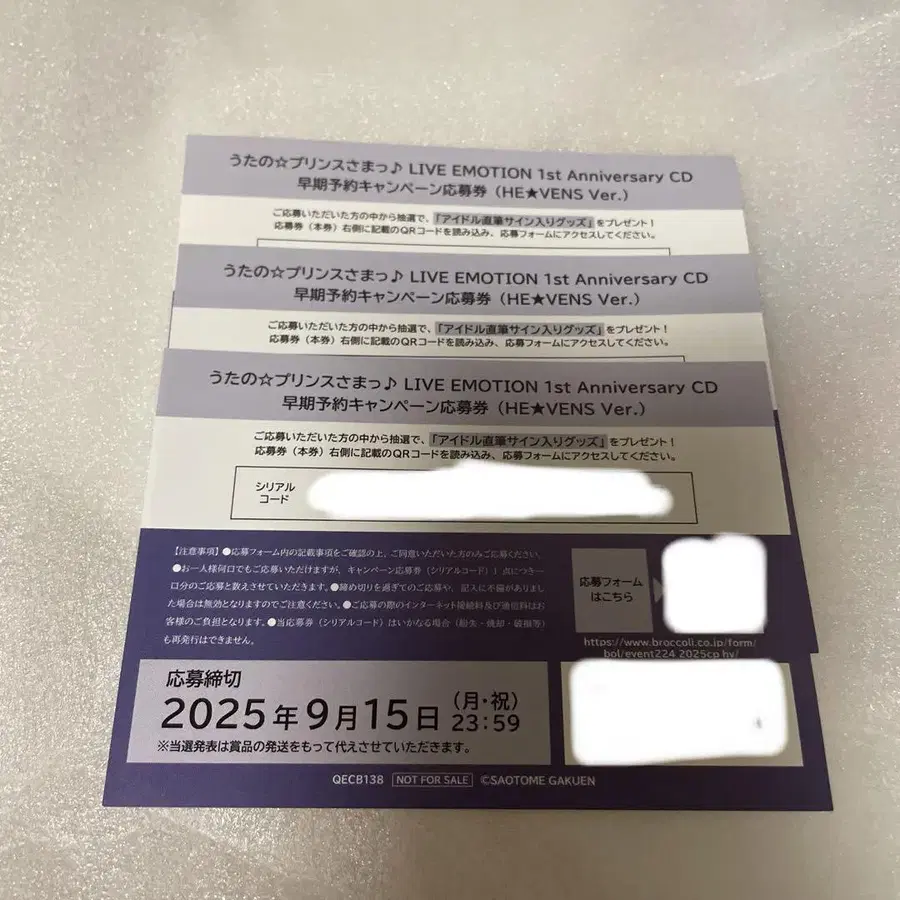 うたの☆プリンスさまっ♪ LIVE EMOTION 1st Anniversary CD
早期予約キャンペーン応募券（HE★VENS Ver.）
ご応募いただいた方の中から抽選で、「アイドル直筆サイン入りグッズ」をプレゼント！
応募券（本券）右側に記載のQRコードを読み込み、応募フォームにアクセスしてください。
うたの☆プリンスさまっ♪ LIVE EMOTION 1st Anniversary CD
早期予約キャンペーン応募券（HE★VENS Ver.）
ご応募いただいた方の中から抽選で、「アイドル直筆サイン入りグッズ」をプレゼント！
応募券（本券）右側に記載のQRコードを読み込み、応募フォームにアクセスしてください。
うたの☆プリンスさまっ♪ LIVE EMOTION 1st Anniversary CD
早期予約キャンペーン応募券（HE★VENS Ver.）
ご応募いただいた方の中から抽選で、「アイドル直筆サイン入りグッズ」をプレゼント！
応募券（本券）右側に記載のQRコードを読み込み、応募フォームにアクセスしてください。
シリアル
コード
【注意事項】●応募フォーム内の記載事項をご確認の上、ご同意いただいた方のみご応募ください。
●お一人様何口でもご応募いただけますが、キャンペーン応募券（シリアルコード）1点につき一
口分のご応募と数えさせていただきます。●締め切りを過ぎてのご応募や、記入に不備がありまし
た場合は無効となりますのでご注意ください。●ご応募の際のインターネット接続料及び通信料はお
客様のご負担となります。●当応募券（シリアルコード）はいかなる場合（紛失・焼却・破損等）
も再発行はできません。
応募フォーム
はこちら
https://www.broccoli.co.jp/form/
bol/event224_2025cp_hv/
応募締切
2025年9月15日（月・祝）23:59
※当選発表は賞品の発送をもって代えさせていただきます。
QECB138 NOT FOR SALE ©SAOTOME GAKUEN